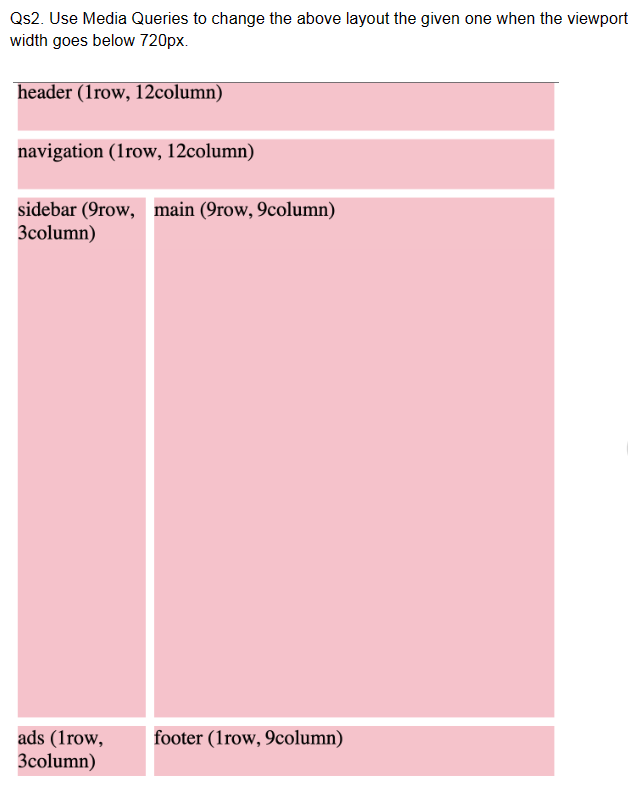 Qs2. Use Media Queries to change the above layout the given one when the viewport
width goes below 720px.
header (1row, 12column)
navigation (1row, 12column)
sidebar (9row,
3column)
main (9row, 9column)
ads (1row,
3column)
footer (1row, 9column)